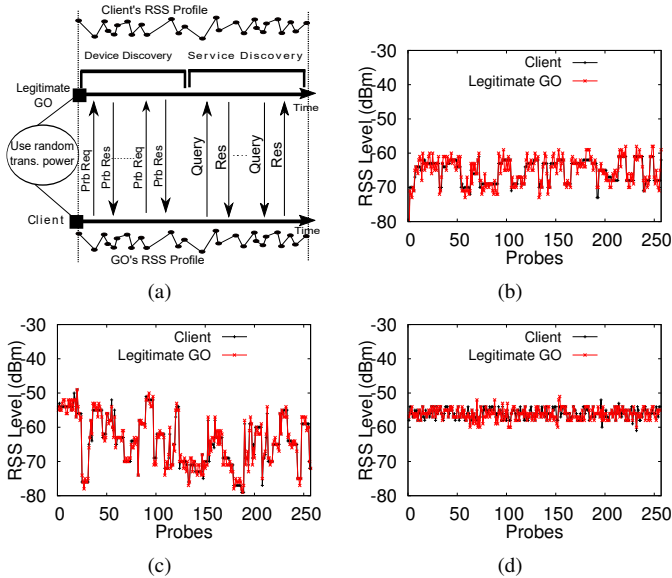 Client's RSS Profile
Device Discovery
Service Discovery
Legitimate
GO
Time
Use random
trans. power
Prb Req
Prb Res
Prb Req
Prb Res
Query
Res
Query
Res
Client
Time
GO's RSS Profile
(a)
-30
-40
-50
-60
-70
-80
RSS Level (dBm)
Client
Legitimate GO
0 50 100 150 200 250
Probes
(b)
-30
-40
-50
-60
-70
-80
RSS Level (dBm)
Client
Legitimate GO
0 50 100 150 200 250
Probes
(c)
-30
-40
-50
-60
-70
-80
RSS Level (dBm)
Client
Legitimate GO
0 50 100 150 200 250
Probes
(d)